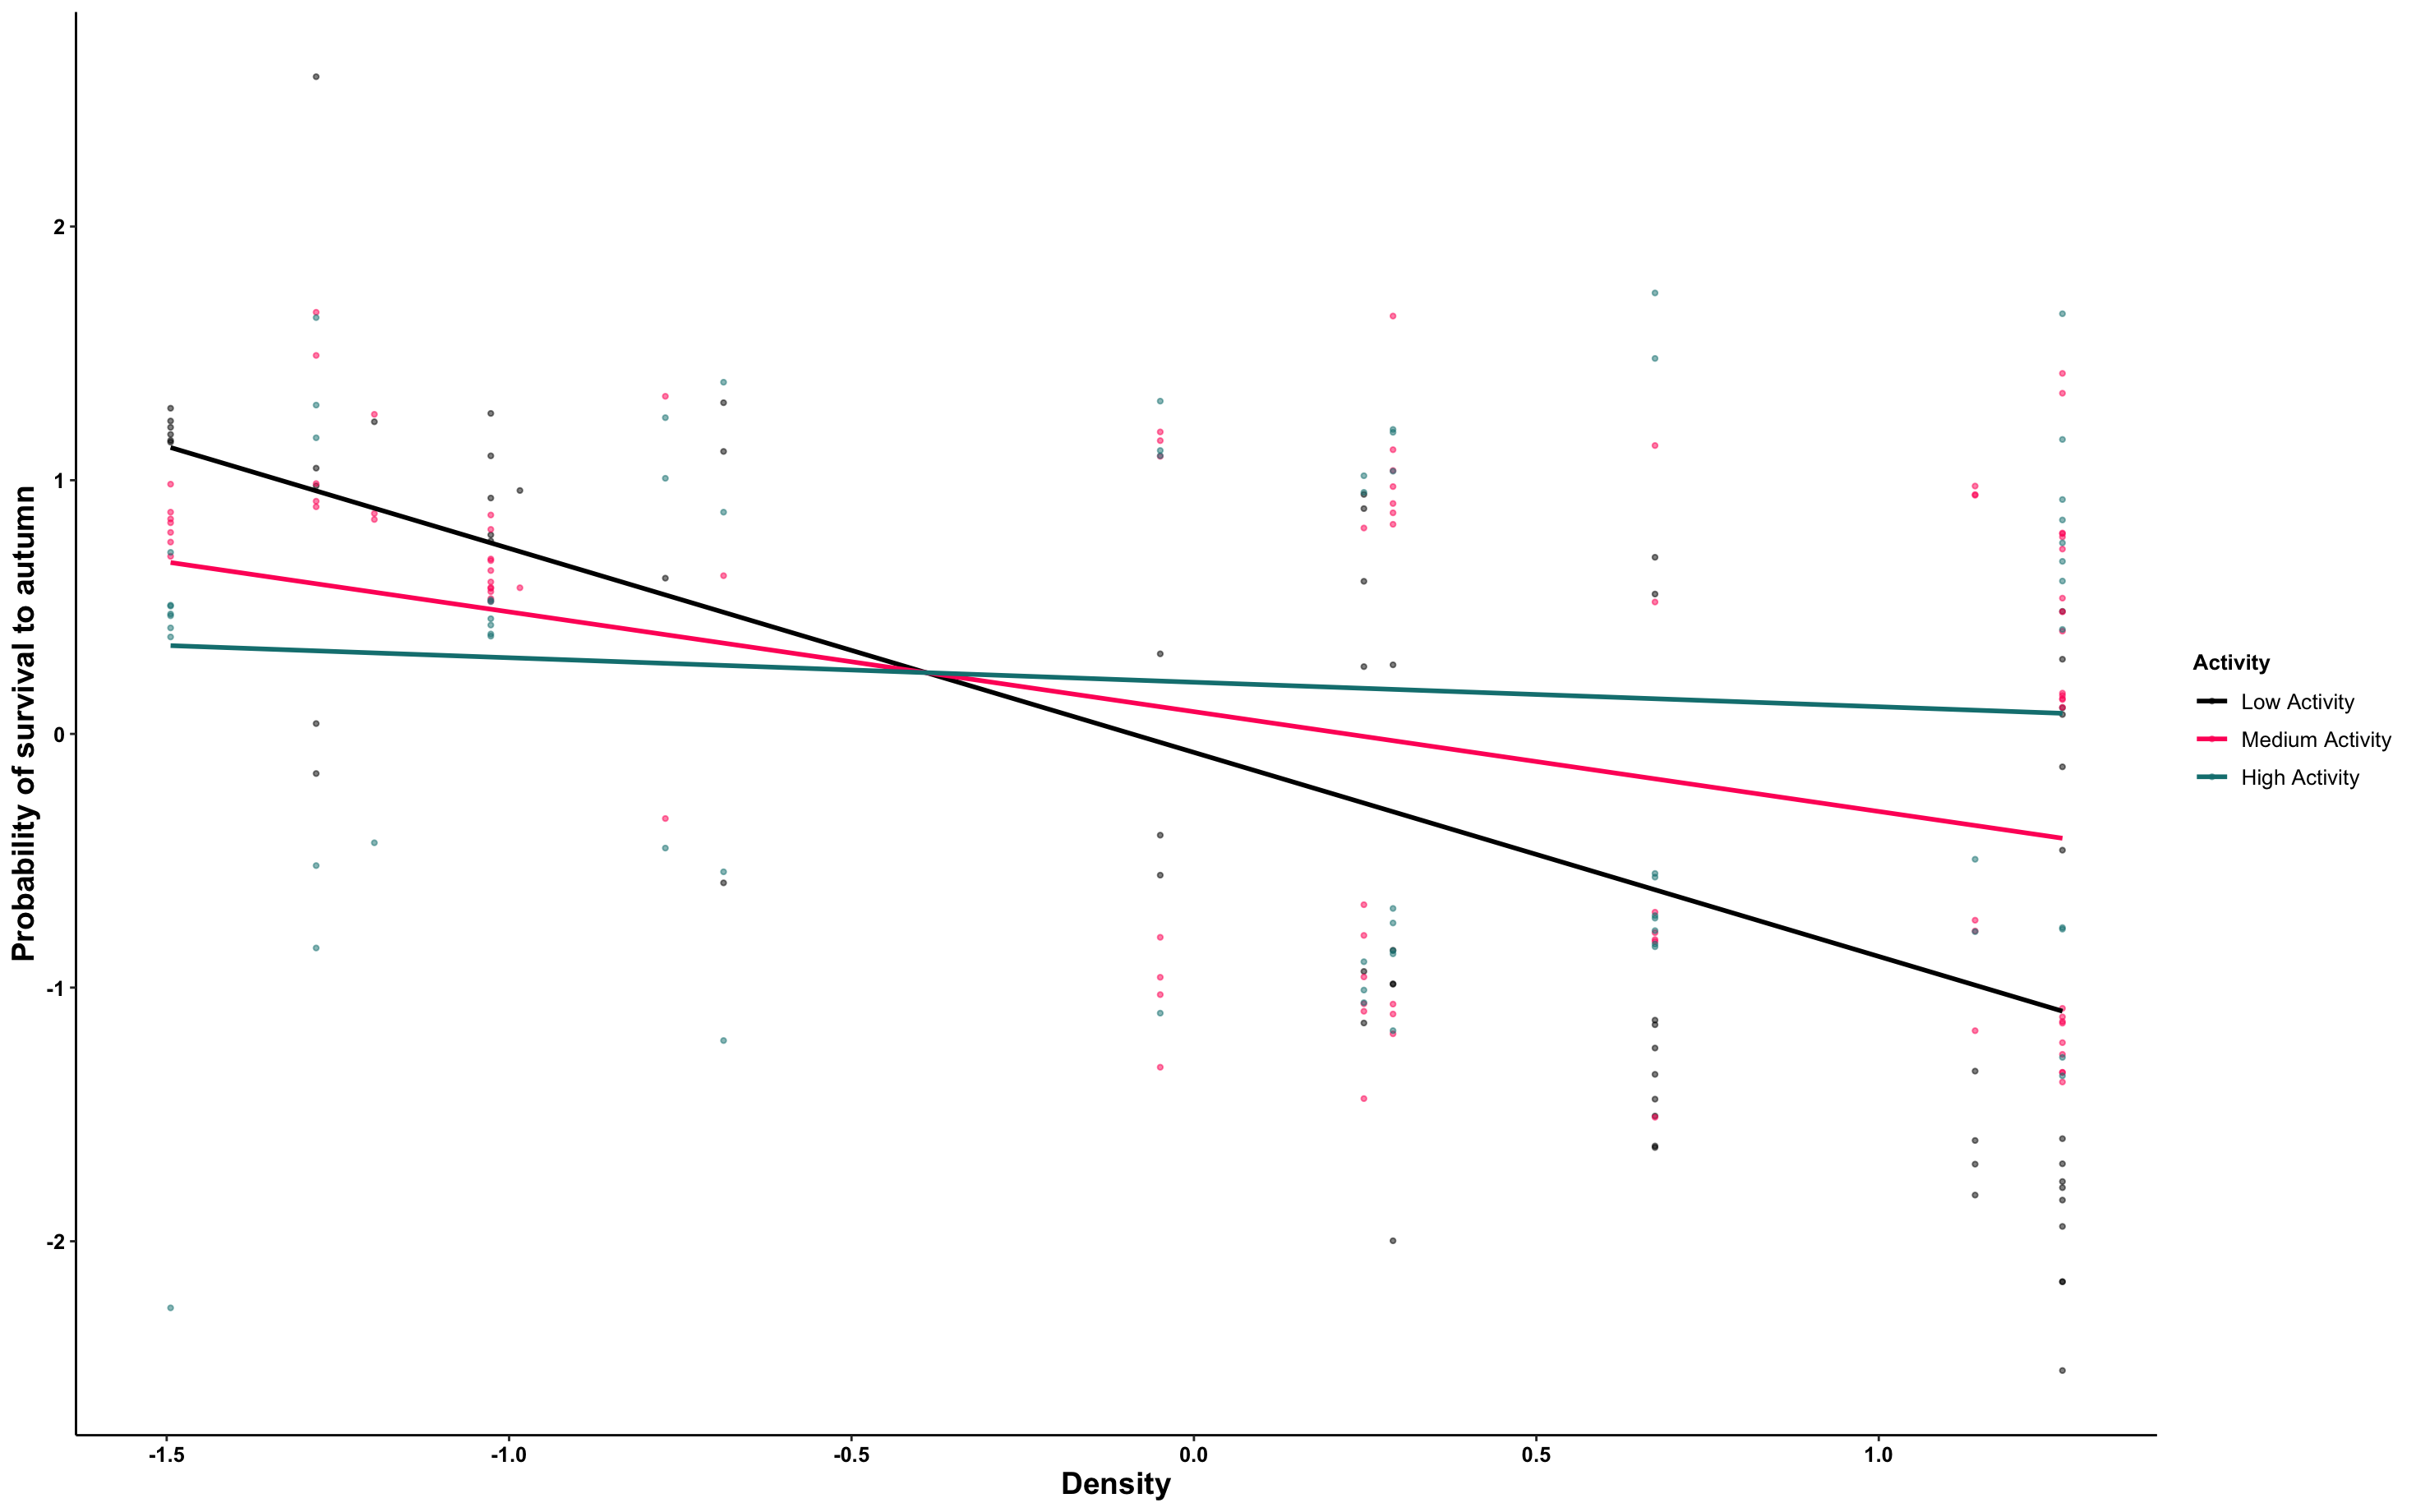 Probability of survival to autumn
2
1
0
-1
-2
-1.5 -1.0 -0.5 0.0 0.5 1.0
Density
Activity
Low Activity
Medium Activity
High Activity